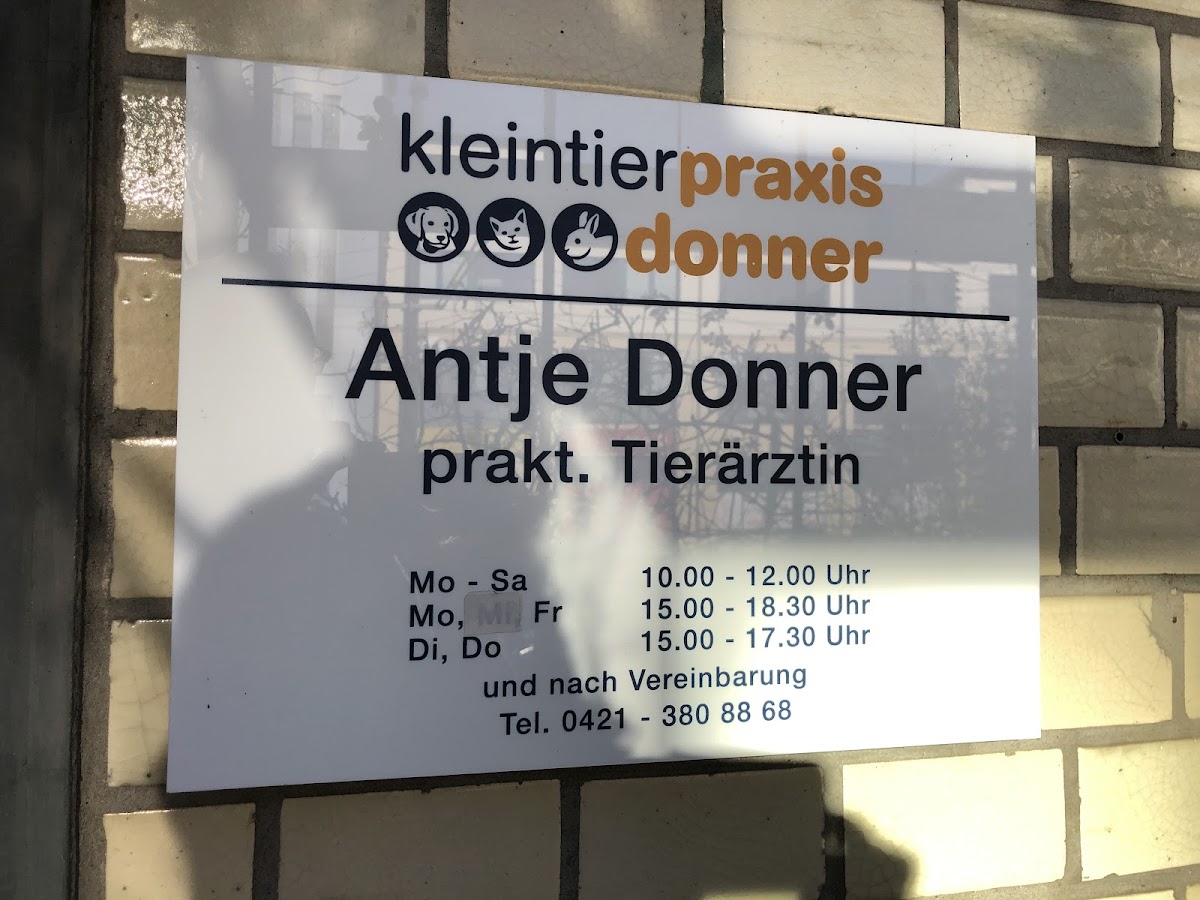 kleintierpraxis
donner
Antje Donner
prakt. Tierärztin
Mo - Sa 10.00 - 12.00 Uhr
Mo, Mi, Fr 15.00 - 18.30 Uhr
Di, Do 15.00 - 17.30 Uhr
und nach Vereinbarung
Tel. 0421 - 380 88 68